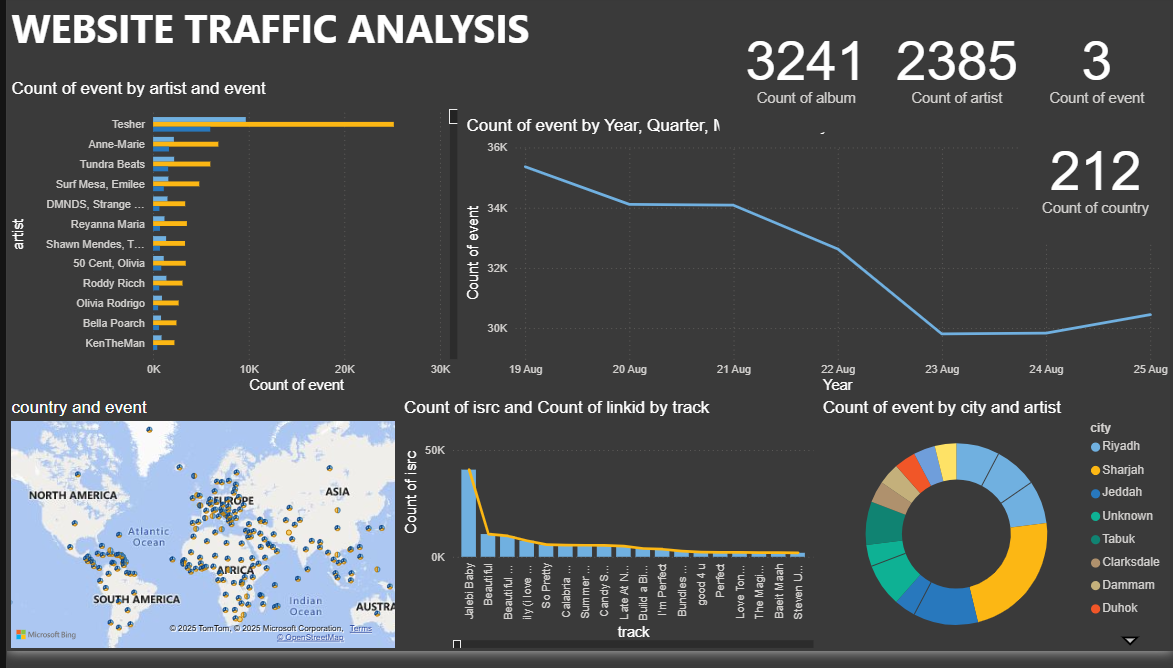 WEBSITE TRAFFIC ANALYSIS
3241
Count of album
2385
Count of artist
3
Count of event
212
Count of country
Count of event by artist and event
artist
Tesher
Anne-Marie
Tundra Beats
Surf Mesa, Emilee
DMNDS, Strange ...
Reyanna Maria
Shawn Mendes, T...
50 Cent, Olivia
Roddy Ricch
Olivia Rodrigo
Bella Poarch
KenTheMan
0K 10K 20K 30K
Count of event
Count of event by Year, Quarter,
Count of event
36K
34K
32K
30K
19 Aug 20 Aug 21 Aug 22 Aug 23 Aug 24 Aug 25 Aug
Year
country and event
NORTH AMERICA
EUROPE
ASIA
Atlantic
Ocean
AFRICA
SOUTH AMERICA
Indian
Ocean
AUSTRA
Microsoft Bing
© 2025 TomTom, © 2025 Microsoft Corporation, Terms
© OpenStreetMap
Count of isrc and Count of linkid by track
Count of isrc
50K
0K
Jalebi Baby
Beautiful
Beautiful ...
ily (i love ...
So Pretty
Calabria ...
Summer ...
Candy S...
Late At N...
Build a Bi...
I'm Perfect
Bundles ...
good 4 u
Perfect
Love Ton...
The Magi...
Baeit Maah
Steven U...
track
Count of event by city and artist
city
Riyadh
Sharjah
Jeddah
Unknown
Tabuk
Clarksdale
Dammam
Duhok